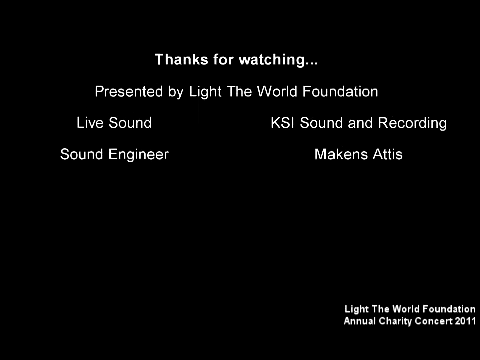 Thanks for watching...
Presented by Light The World Foundation
Live Sound KSI Sound and Recording
Sound Engineer Makens Attis
Light The World Foundation
Annual Charity Concert 2011